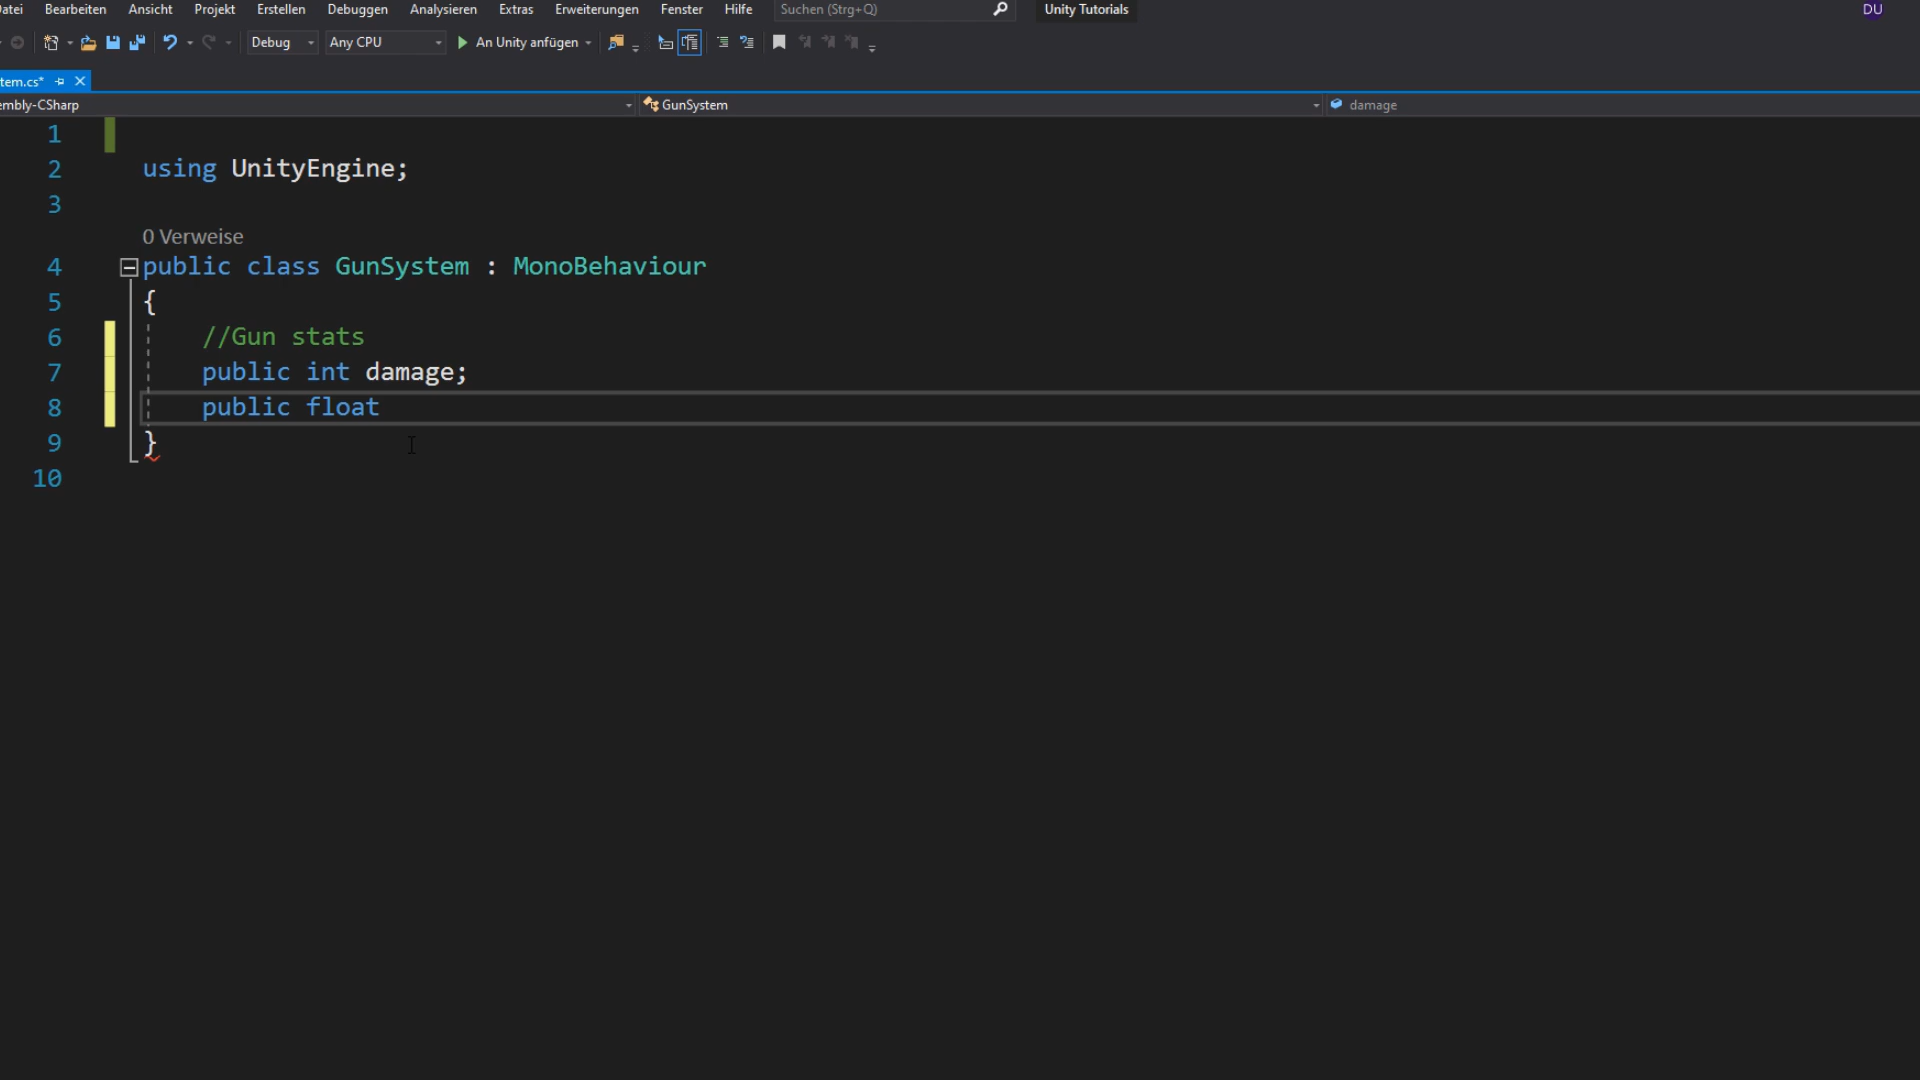 atei Bearbeiten Ansicht Projekt Erstellen Debuggen Analysieren Extras Erweiterungen Fenster Hilfe Suchen (Strg+Q) Unity Tutorials DU
Debug Any CPU An Unity anfügen
tem.cs*
embly-CSharp GunSystem damage
1
2 using UnityEngine;
3
0 Verweise
4 public class GunSystem : MonoBehaviour
5 {
6 //Gun stats
7 public int damage;
8 public float
9 }
10